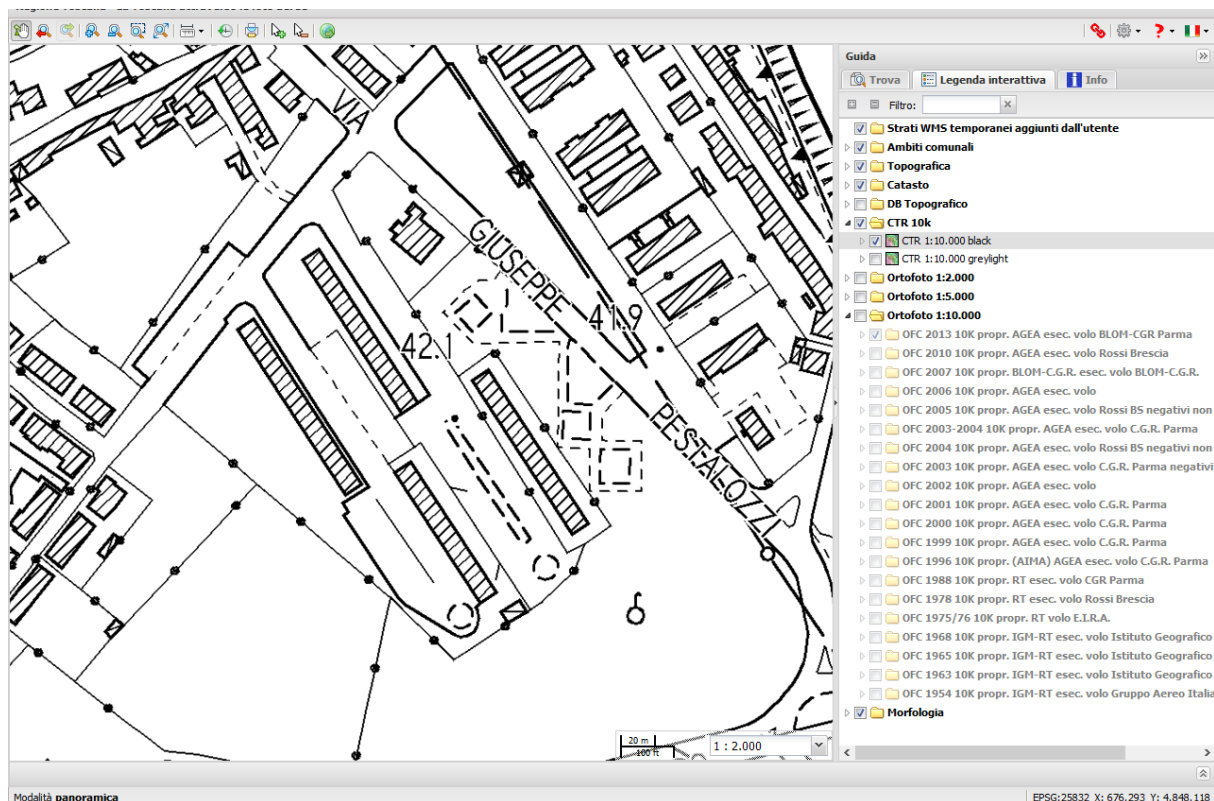 Guida
Trova
Legenda interattiva
Info
Filtro:
Strati WMS temporanei aggiunti dall'utente
Ambiti comunali
Topografica
Catasto
DB Topografico
CTR 10k
CTR 1:10.000 black
CTR 1:10.000 greylight
Ortofoto 1:2.000
Ortofoto 1:5.000
Ortofoto 1:10.000
OFC 2013 10K propr. AGEA esec. volo BLOM-CGR Parma
OFC 2010 10K propr. AGEA esec. volo Rossi Brescia
OFC 2007 10K propr. BLOM-C.G.R. esec. volo BLOM-C.G.R.
OFC 2006 10K propr. AGEA esec. volo
OFC 2005 10K propr. AGEA esec. volo Rossi BS negativi non
OFC 2003-2004 10K propr. AGEA esec. volo C.G.R. Parma
OFC 2004 10K propr. AGEA esec. volo Rossi BS negativi non
OFC 2003 10K propr. AGEA esec. volo C.G.R. Parma negativi
OFC 2002 10K propr. AGEA esec. volo
OFC 2001 10K propr. AGEA esec. volo C.G.R. Parma
OFC 2000 10K propr. AGEA esec. volo C.G.R. Parma
OFC 1999 10K propr. AGEA esec. volo C.G.R. Parma
OFC 1996 10K propr. (AIMA) AGEA esec. volo C.G.R. Parma
OFC 1988 10K propr. RT esec. volo CGR Parma
OFC 1978 10K propr. RT esec. volo Rossi Brescia
OFC 1975/76 10K propr. RT volo E.I.R.A.
OFC 1968 10K propr. IGM-RT esec. volo Istituto Geografico
OFC 1965 10K propr. IGM-RT esec. volo Istituto Geografico
OFC 1963 10K propr. IGM-RT esec. volo Istituto Geografico
OFC 1954 10K propr. IGM-RT esec. volo Gruppo Aereo Italia
Morfologia
VIA
GIUSEPPE
PESTALOZZI
41.9
42.1
20 m
100 ft
1 : 2.000
Modalità panoramica
EPSG:25832 X: 676.293 Y: 4.848.118